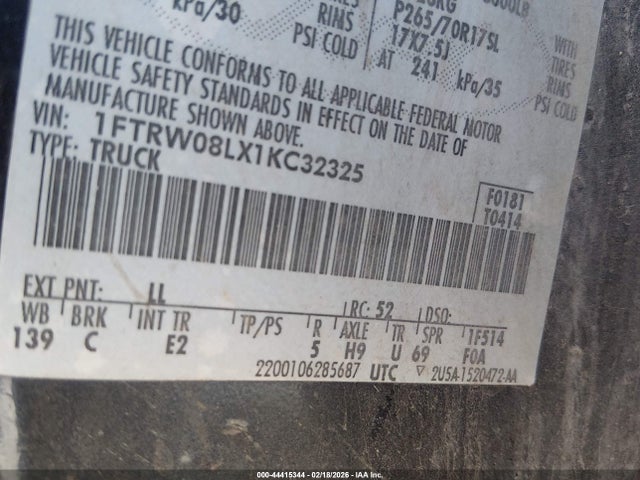 kPa/30
RINS
PSI COLD
P265/70R17SL
17X7.5J
AT 241 kPa/35
WITH
TIRES
RINS
PSI COLD
THIS VEHICLE CONFORMS TO ALL APPLICABLE FEDERAL MOTOR
VEHICLE SAFETY STANDARDS IN EFFECT ON THE DATE OF
MANUFACTURE SHOWN ABOVE.
VIN: 1FTRW08LX1KC32325
TYPE: TRUCK
F0181
T0414
EXT PNT: LL RC: 52 DSO:
WB BRK INT TR TP/PS R AXLE TR SPR 1F514
139 C E2 5 H9 U 69 F0A
2200106285687 UTC ▽ 2U5A-1520472-AA
000-44415344 | 02/18/2026 - IAA Inc.